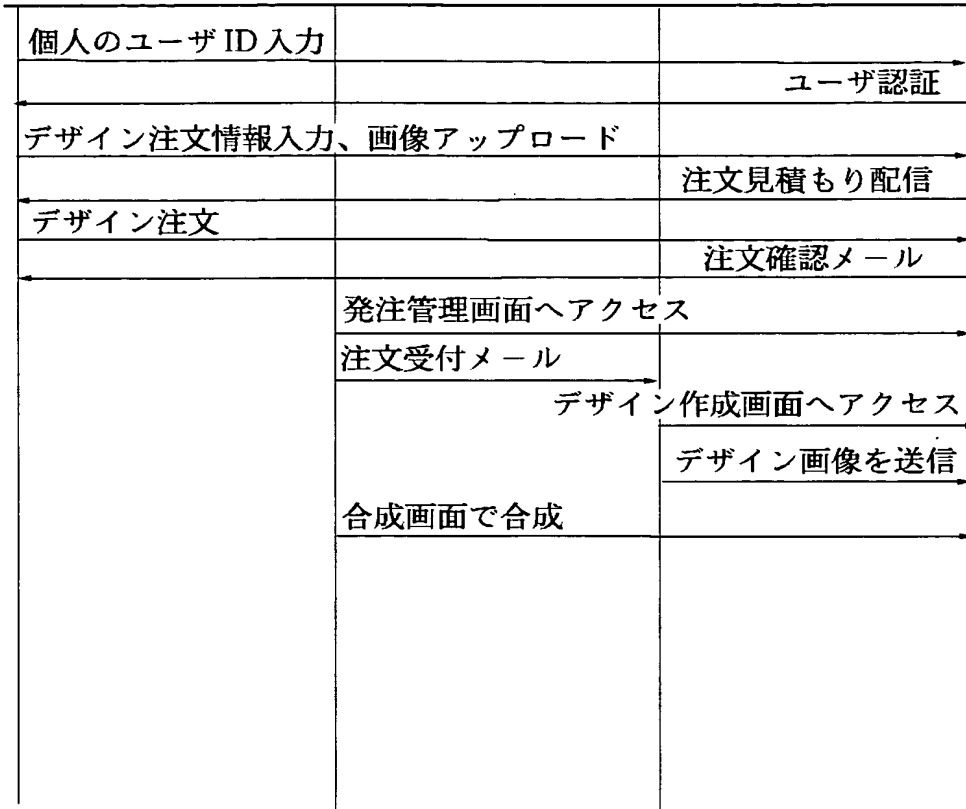 個人のユーザID入力
ユーザ認証
デザイン注文情報入力、画像アップロード
注文見積もり配信
デザイン注文
注文確認メール
発注管理画面へアクセス
注文受付メール
デザイン作成画面へアクセス
デザイン画像を送信
合成画面で合成